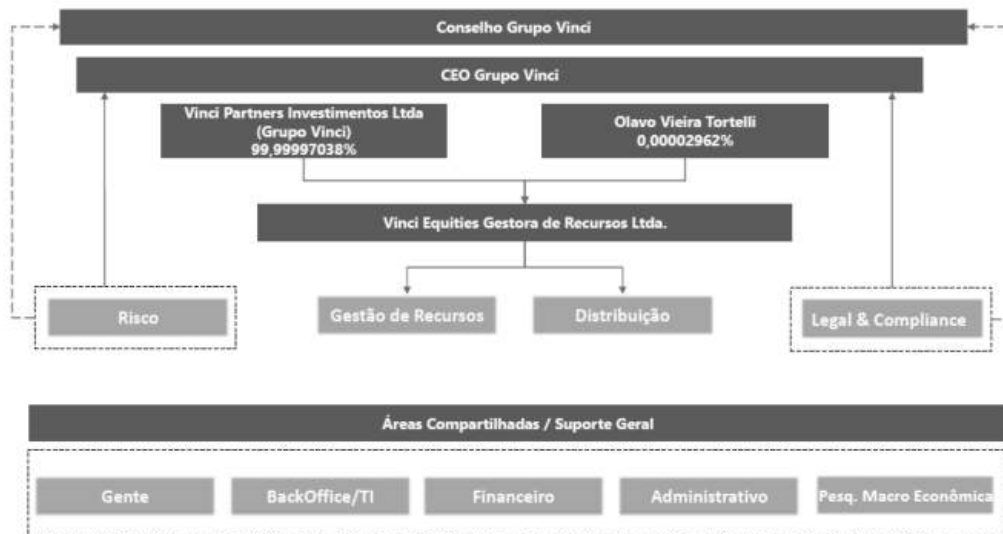 Conselho Grupo Vinci
CEO Grupo Vinci
Vinci Partners Investimentos Ltda
(Grupo Vinci)
99,99997038%
Olavo Vieira Tortelli
0,00002962%
Vinci Equities Gestora de Recursos Ltda.
Risco
Gestão de Recursos
Distribuição
Legal & Compliance
Áreas Compartilhadas / Suporte Geral
Gente
BackOffice/TI
Financeiro
Administrativo
Pesq. Macro Econômica